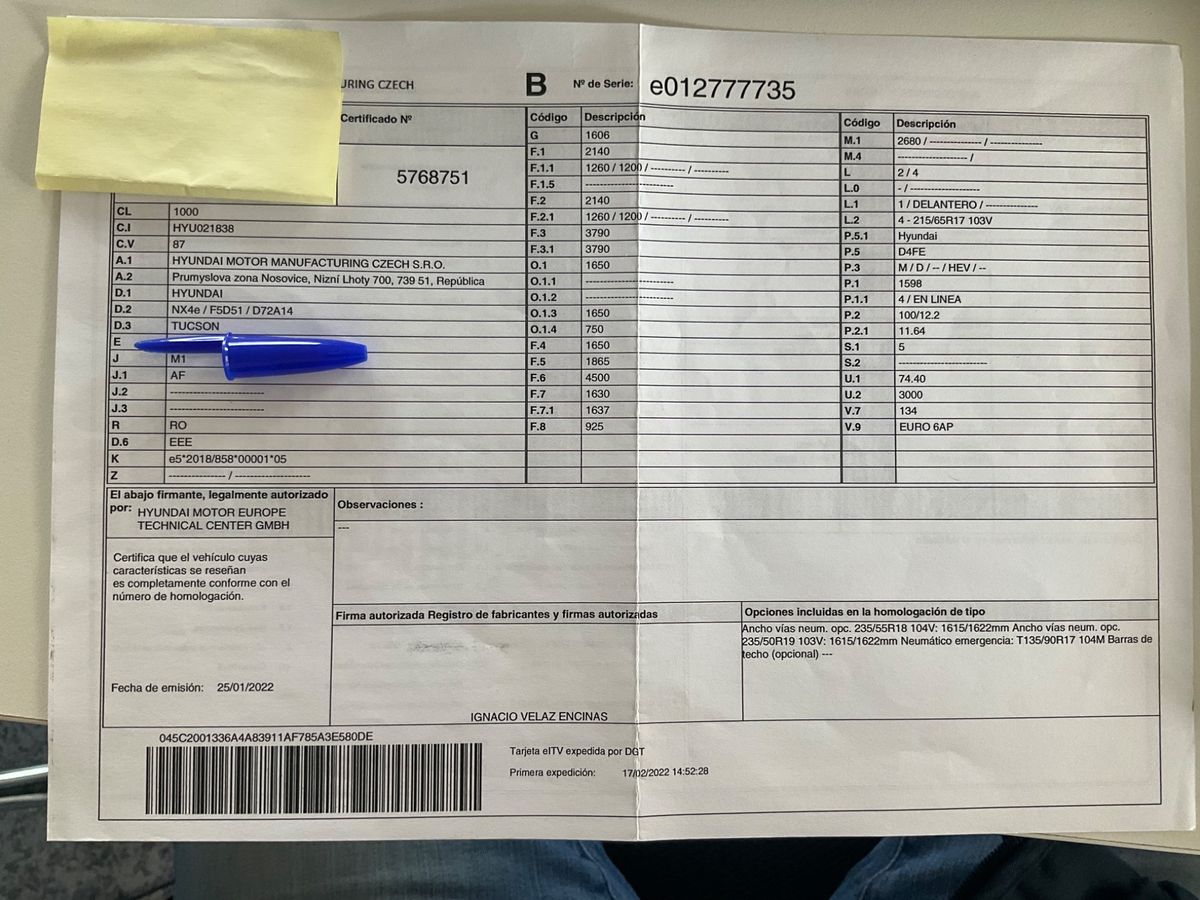 URING CZECH
B Nº de Serie: e012777735
Certificado Nº
5768751
CL 1000
C.I HYU021838
C.V 87
A.1 HYUNDAI MOTOR MANUFACTURING CZECH S.R.O.
A.2 Prumyslova zona Nosovice, Nizní Lhoty 700, 739 51, República
D.1 HYUNDAI
D.2 NX4e / F5D51 / D72A14
D.3 TUCSON
E
J M1
J.1 AF
J.2 ------------------------
J.3 ------------------------
R RO
D.6 EEE
K e5*2018/858*00001*05
Z -------------- / -------------------
Código Descripción
G 1606
F.1 2140
F.1.1 1260 / 1200 / --------- / ---------
F.1.5 -----------------------
F.2 2140
F.2.1 1260 / 1200 / --------- / ---------
F.3 3790
F.3.1 3790
O.1 1650
O.1.1 -----------------------
O.1.2 -----------------------
O.1.3 1650
O.1.4 750
F.4 1650
F.5 1865
F.6 4500
F.7 1630
F.7.1 1637
F.8 925
Código Descripción
M.1 2680 / ------------- / -------------
M.4 ------------------ /
L 2 / 4
L.0 - / ------------------
L.1 1 / DELANTERO / -------------
L.2 4 - 215/65R17 103V
P.5.1 Hyundai
P.5 D4FE
P.3 M / D / -- / HEV / --
P.1 1598
P.1.1 4 / EN LINEA
P.2 100/12.2
P.2.1 11.64
S.1 5
S.2 -----------------------
U.1 74.40
U.2 3000
V.7 134
V.9 EURO 6AP
El abajo firmante, legalmente autorizado
por: HYUNDAI MOTOR EUROPE
TECHNICAL CENTER GMBH
Certifica que el vehículo cuyas
características se reseñan
es completamente conforme con el
número de homologación.
Fecha de emisión: 25/01/2022
Observaciones :
---
Firma autorizada Registro de fabricantes y firmas autorizadas
IGNACIO VELAZ ENCINAS
Opciones incluidas en la homologación de tipo
Ancho vías neum. opc. 235/55R18 104V: 1615/1622mm Ancho vías neum. opc.
235/50R19 103V: 1615/1622mm Neumático emergencia: T135/90R17 104M Barras de
techo (opcional) ---
045C2001336A4A83911AF785A3E580DE
Tarjeta eITV expedida por DGT
Primera expedición: 17/02/2022 14:52:28